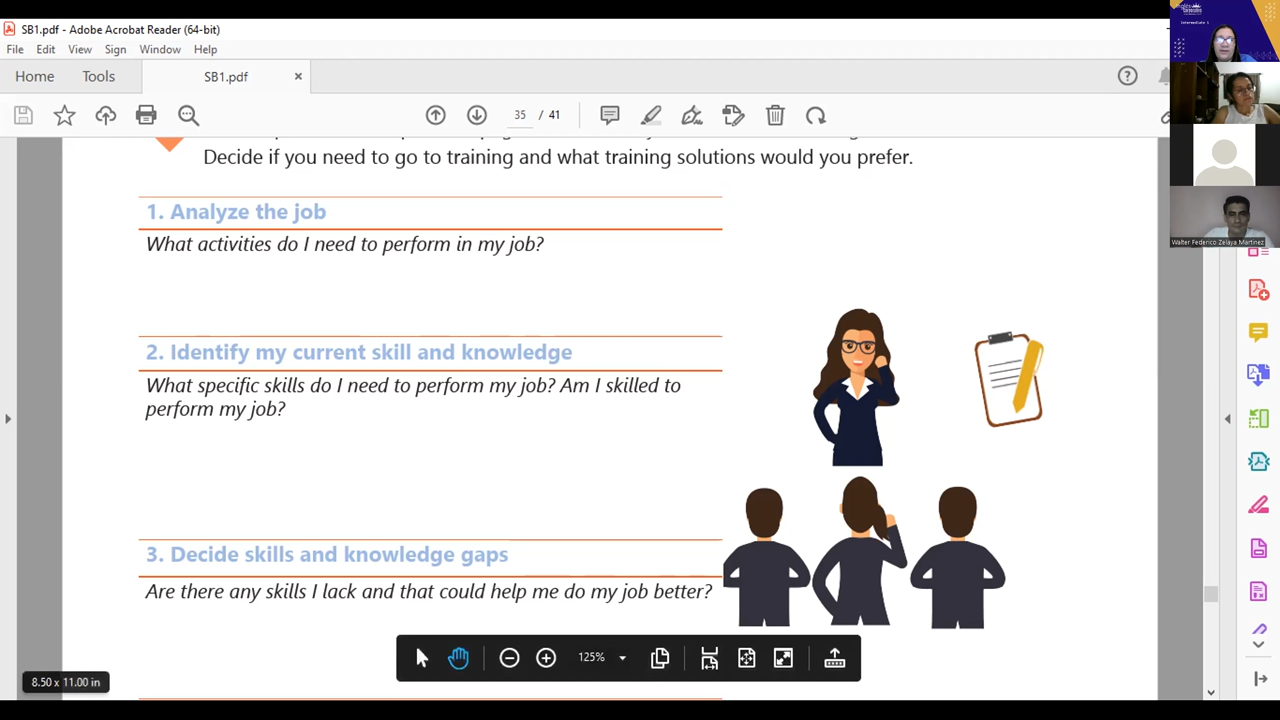 SB1.pdf - Adobe Acrobat Reader (64-bit)
File Edit View Sign Window Help
Home Tools SB1.pdf ×
35 / 41
Decide if you need to go to training and what training solutions would you prefer.
1. Analyze the job
What activities do I need to perform in my job?
2. Identify my current skill and knowledge
What specific skills do I need to perform my job? Am I skilled to
perform my job?
3. Decide skills and knowledge gaps
Are there any skills I lack and that could help me do my job better?
125%
8.50 x 11.00 in
Intermediate 1
Walter Federico Zelaya Martinez